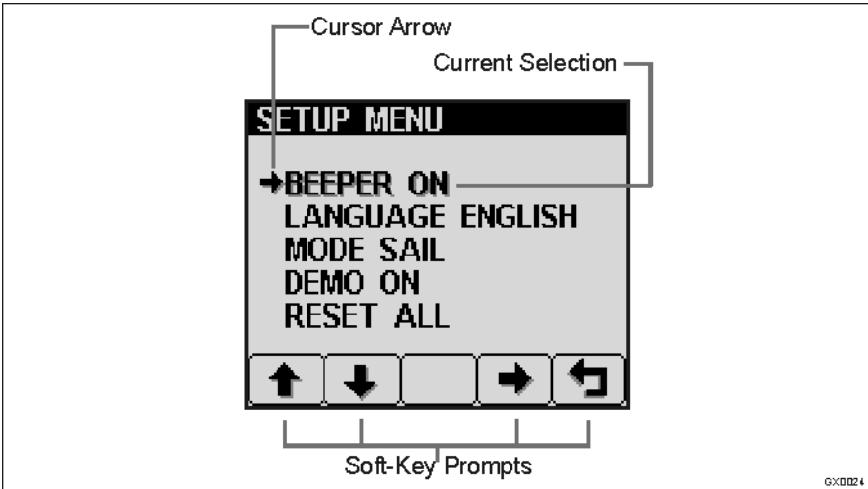 Cursor Arrow
Current Selection
SETUP MENU
BEEPER ON
LANGUAGE ENGLISH
MODE SAIL
DEMO ON
RESET ALL
Soft-Key Prompts
GX0024